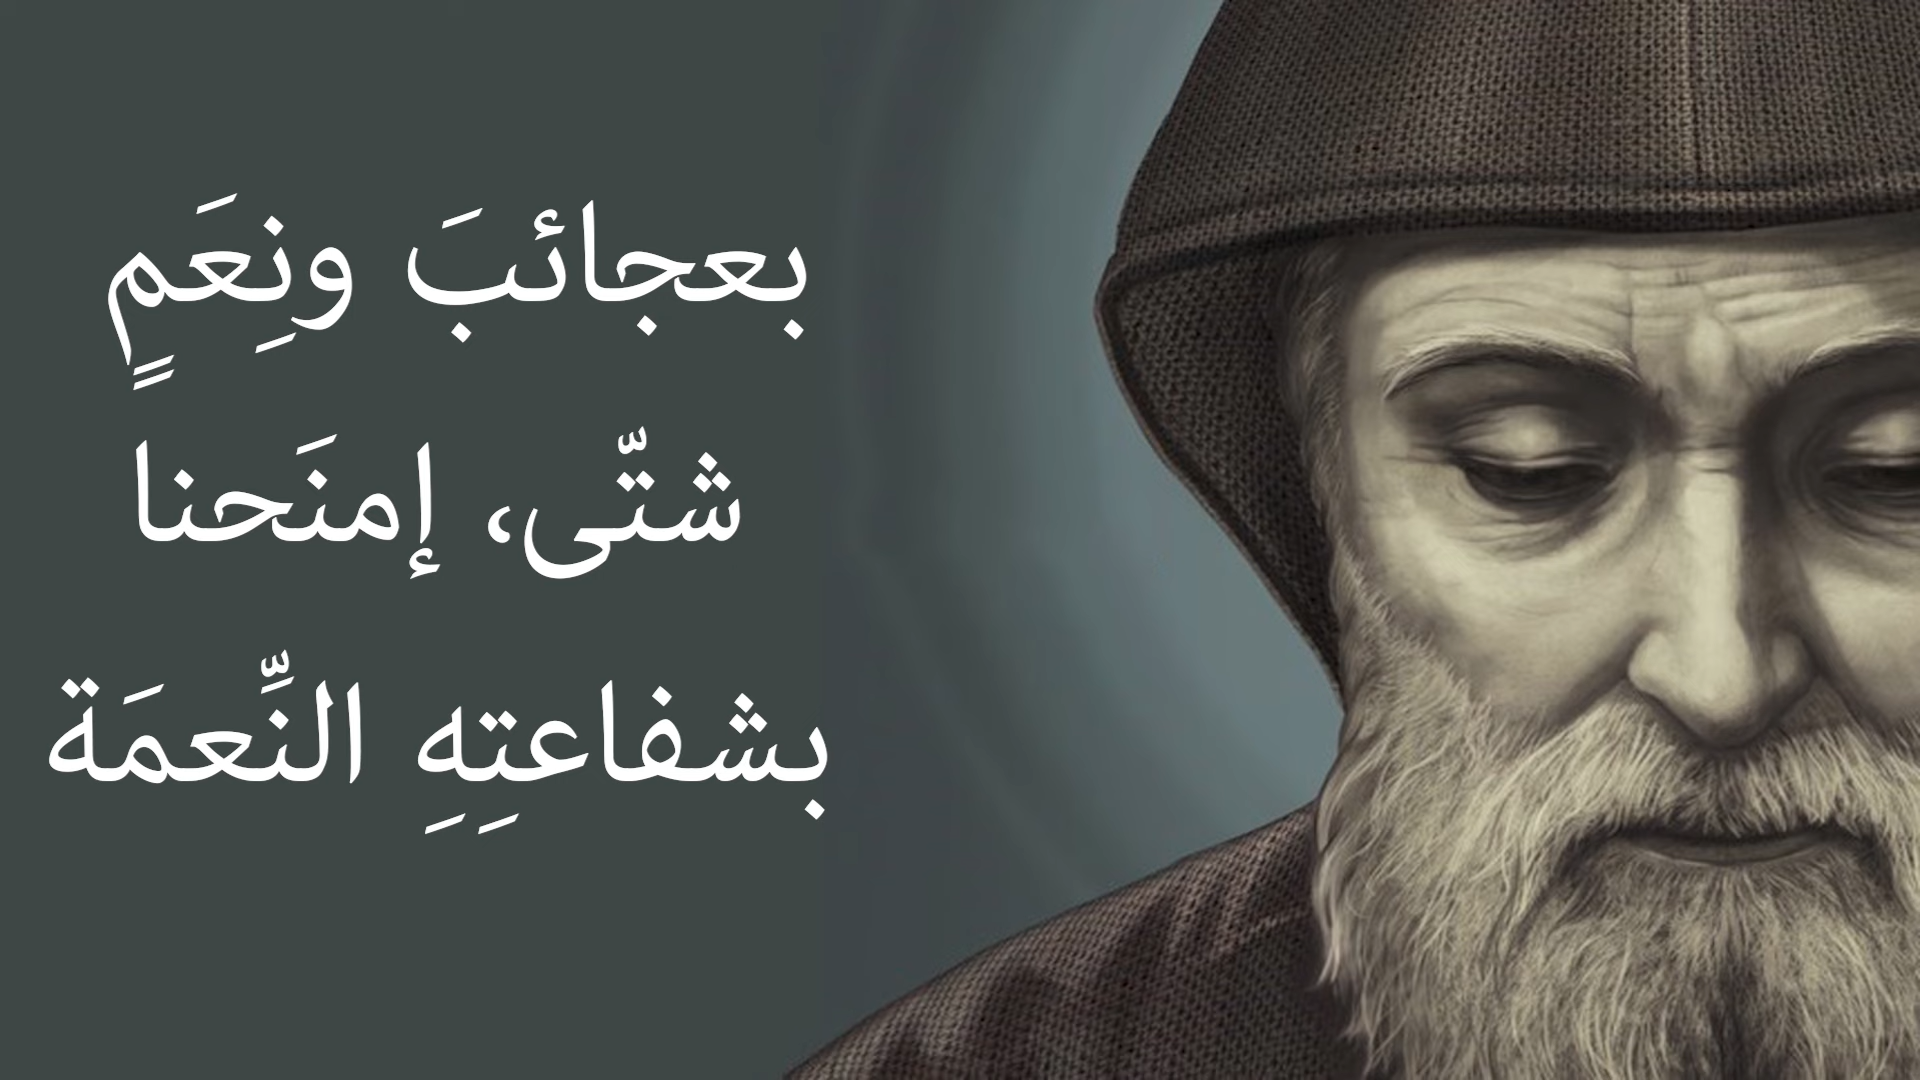 بعجائبَ ونِعَمٍ
شتّى، إمنَحنا
بشفاعتِهِ النِّعمَة